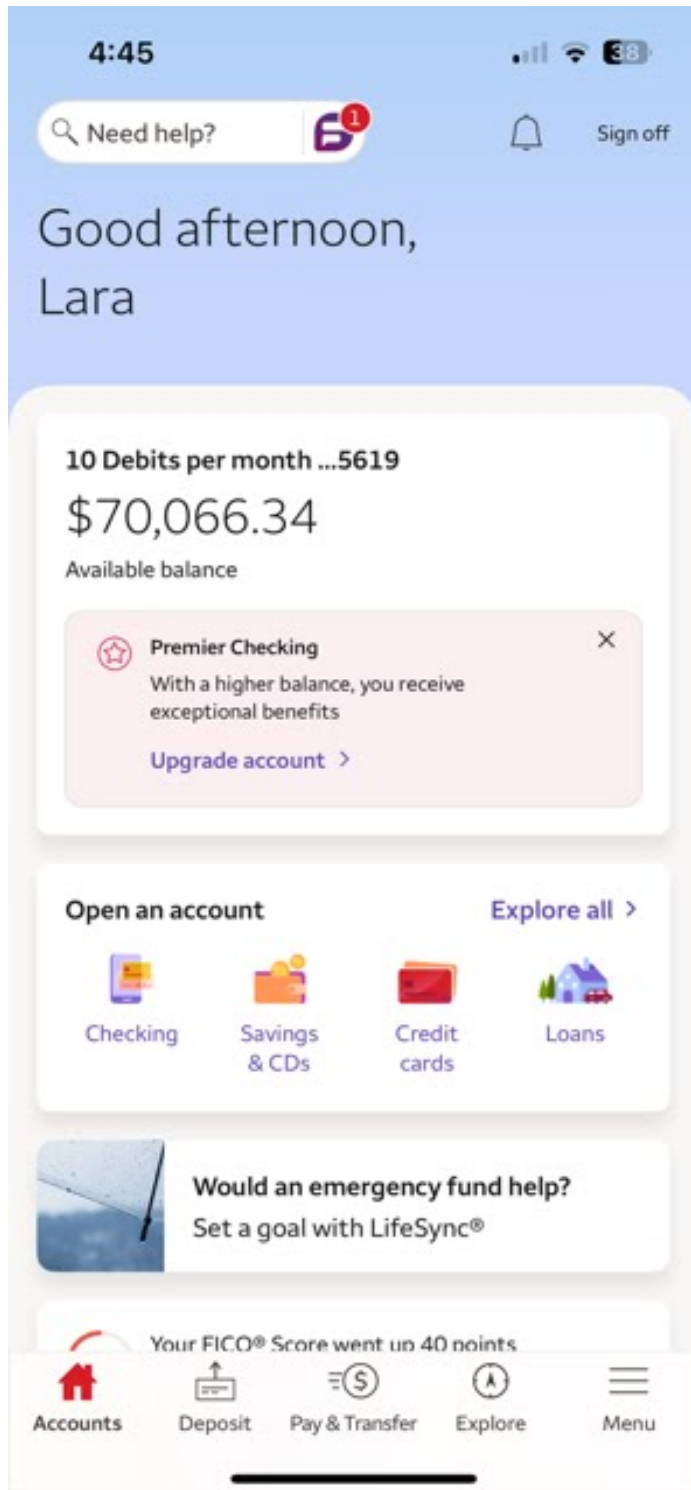 4:45
38
Need help?
1
Sign off
Good afternoon,
Lara
10 Debits per month ...5619
$70,066.34
Available balance
Premier Checking
With a higher balance, you receive
exceptional benefits
Upgrade account
Open an account
Explore all
Checking
Savings
& CDs
Credit
cards
Loans
Would an emergency fund help?
Set a goal with LifeSync®
Your FICO® Score went up 40 points
Accounts
Deposit
Pay & Transfer
Explore
Menu